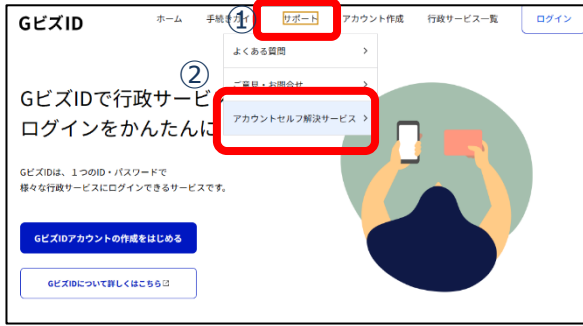 GビズID
ホーム
手続きガイド
サポート
アカウント作成
行政サービス一覧
ログイン
①
よくある質問
②
ご意見・お問合せ
アカウントセルフ解決サービス
GビズIDで行政サービ
ログインをかんたんに
GビズIDは、1つのID・パスワードで
様々な行政サービスにログインできるサービスです。
GビズIDアカウントの作成をはじめる
GビズIDについて詳しくはこちら